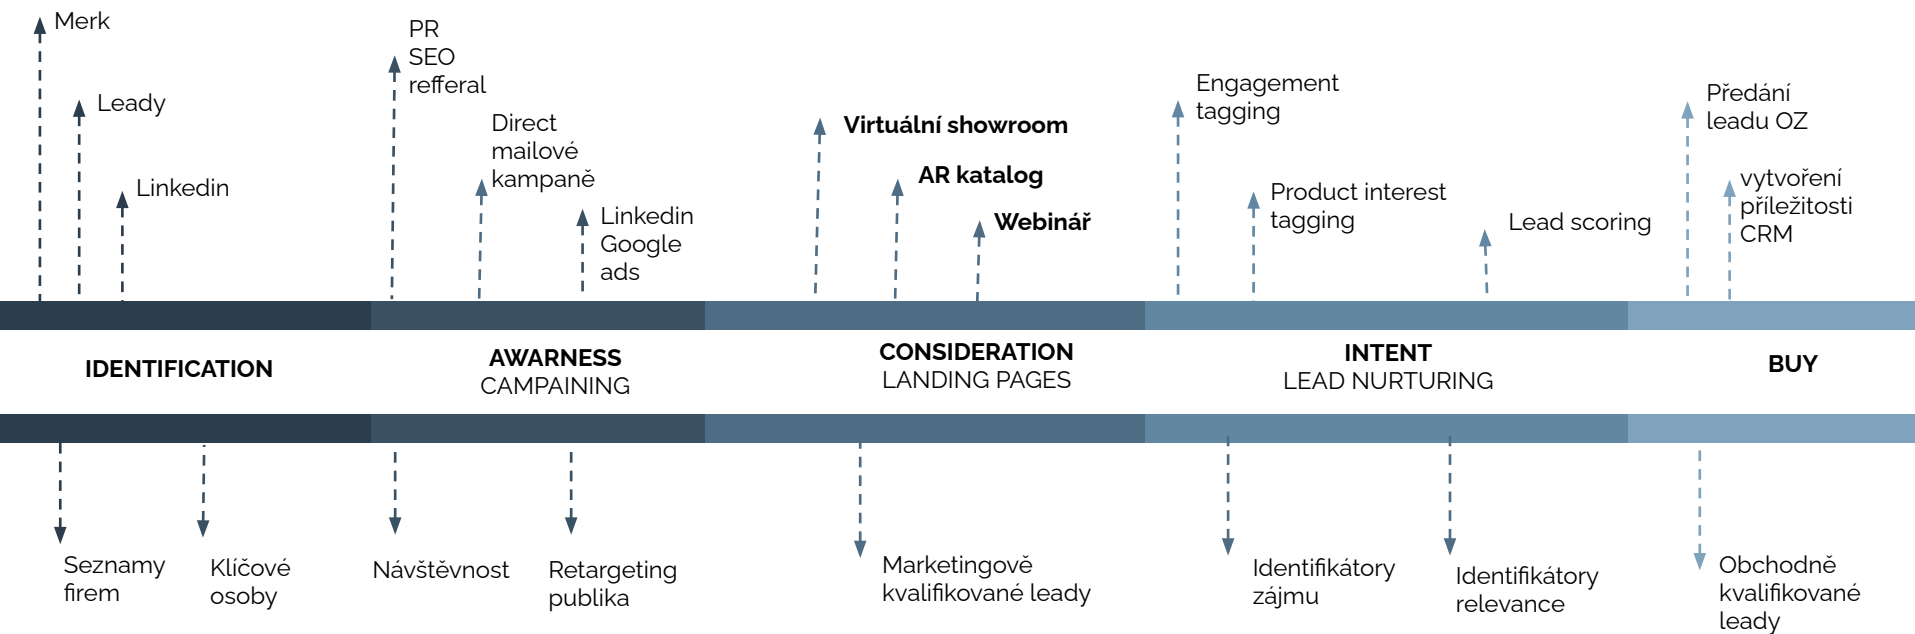 Merk
Leady
Linkedin
PR
SEO
refferal
Direct
mailové
kampaně
Linkedin
Google
ads
Virtuální showroom
AR katalog
Webinář
Engagement
tagging
Product interest
tagging
Lead scoring
Předání
leadu OZ
vytvoření
příležitosti
CRM
IDENTIFICATION
AWARNESS
CAMPAINING
CONSIDERATION
LANDING PAGES
INTENT
LEAD NURTURING
BUY
Seznamy
firem
Klíčové
osoby
Návštěvnost
Retargeting
publika
Marketingově
kvalifikované leady
Identifikátory
zájmu
Identifikátory
relevance
Obchodně
kvalifikované
leady